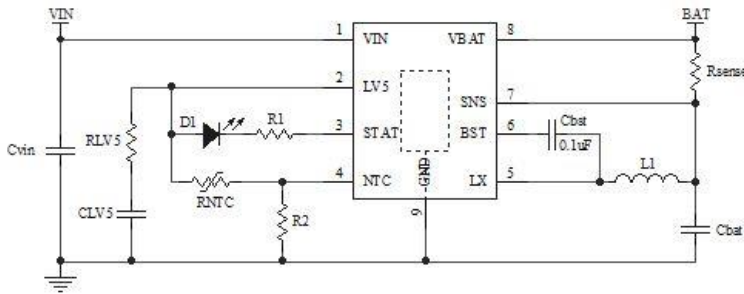 VIN
BAT
1
VIN
VBAT
8
Rsense
2
LV5
SNS
7
D1
R1
Cbst
RLV5
3
STAT
BST
6
0.1uF
Cvin
L1
4
NTC
GND
LX
5
RNTC
CLV5
R2
9
Cbat